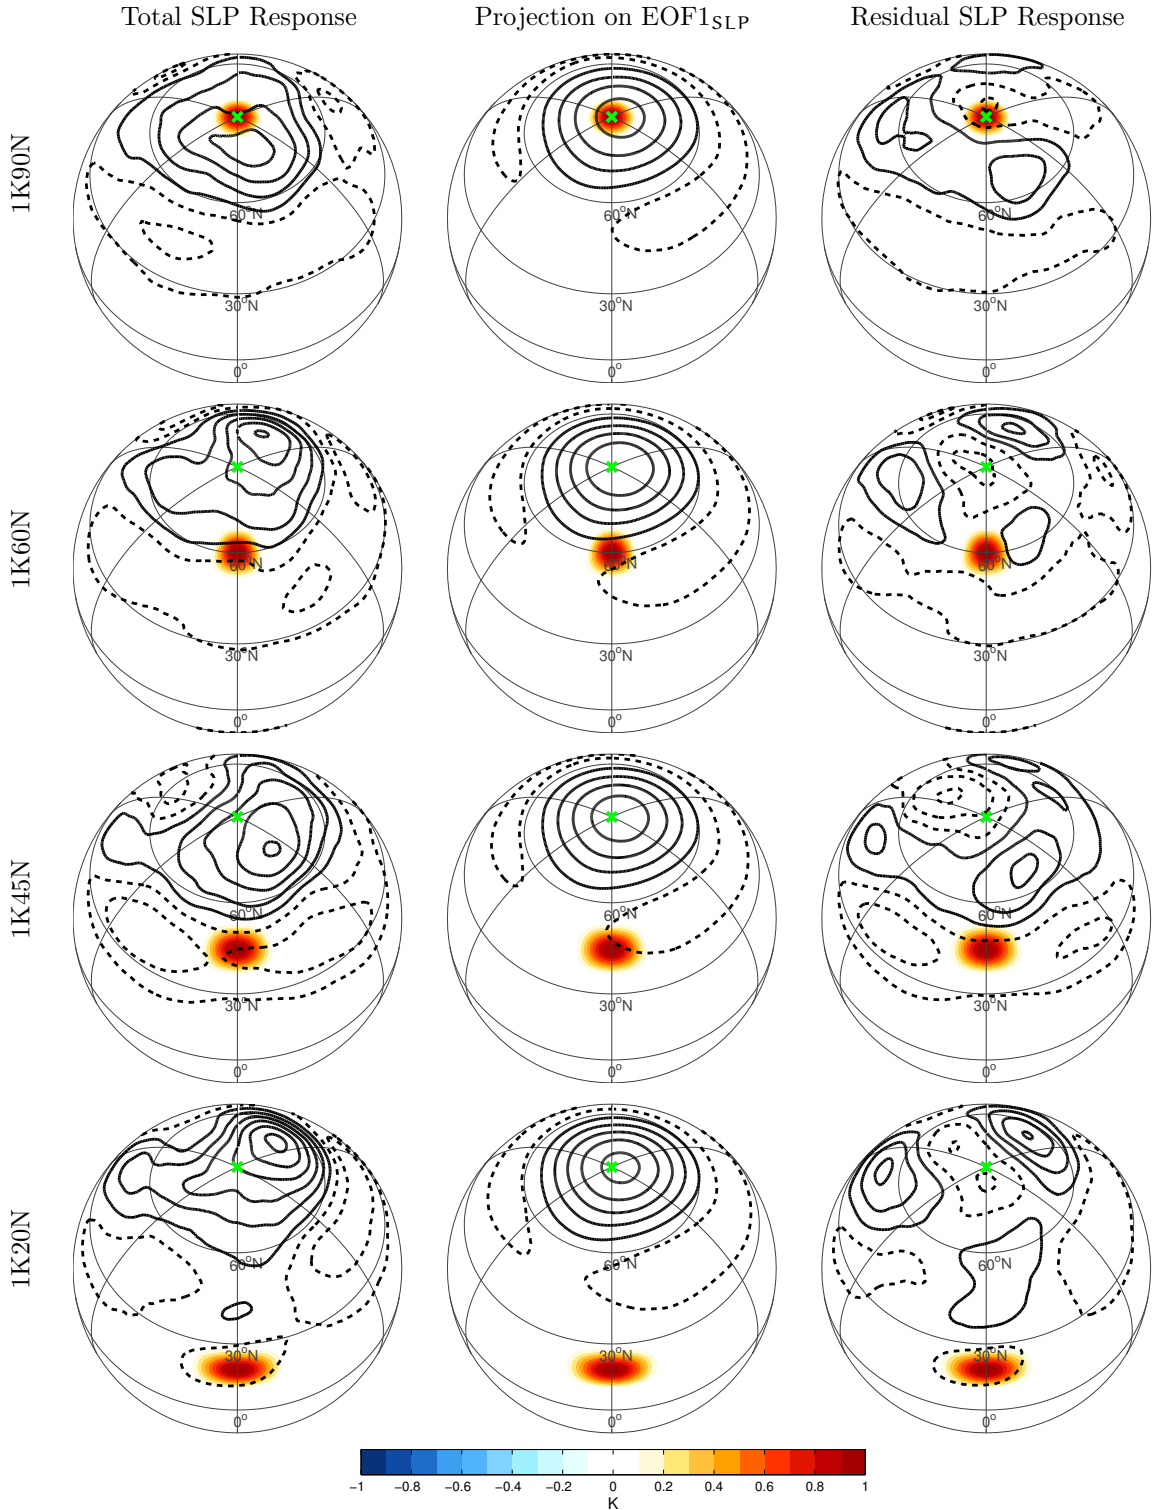 Total SLP Response Projection on EOF1SLP Residual SLP Response
1K90N
60°N 60°N 60°N
30°N 30°N 30°N
0° 0° 0°
1K60N
60°N 60°N 60°N
30°N 30°N 30°N
0° 0° 0°
1K45N
60°N 60°N 60°N
30°N 30°N 30°N
0° 0° 0°
1K20N
60°N 60°N 60°N
30°N 30°N 30°N
0° 0° 0°
−1 −0.8 −0.6 −0.4 −0.2 0 0.2 0.4 0.6 0.8 1
K